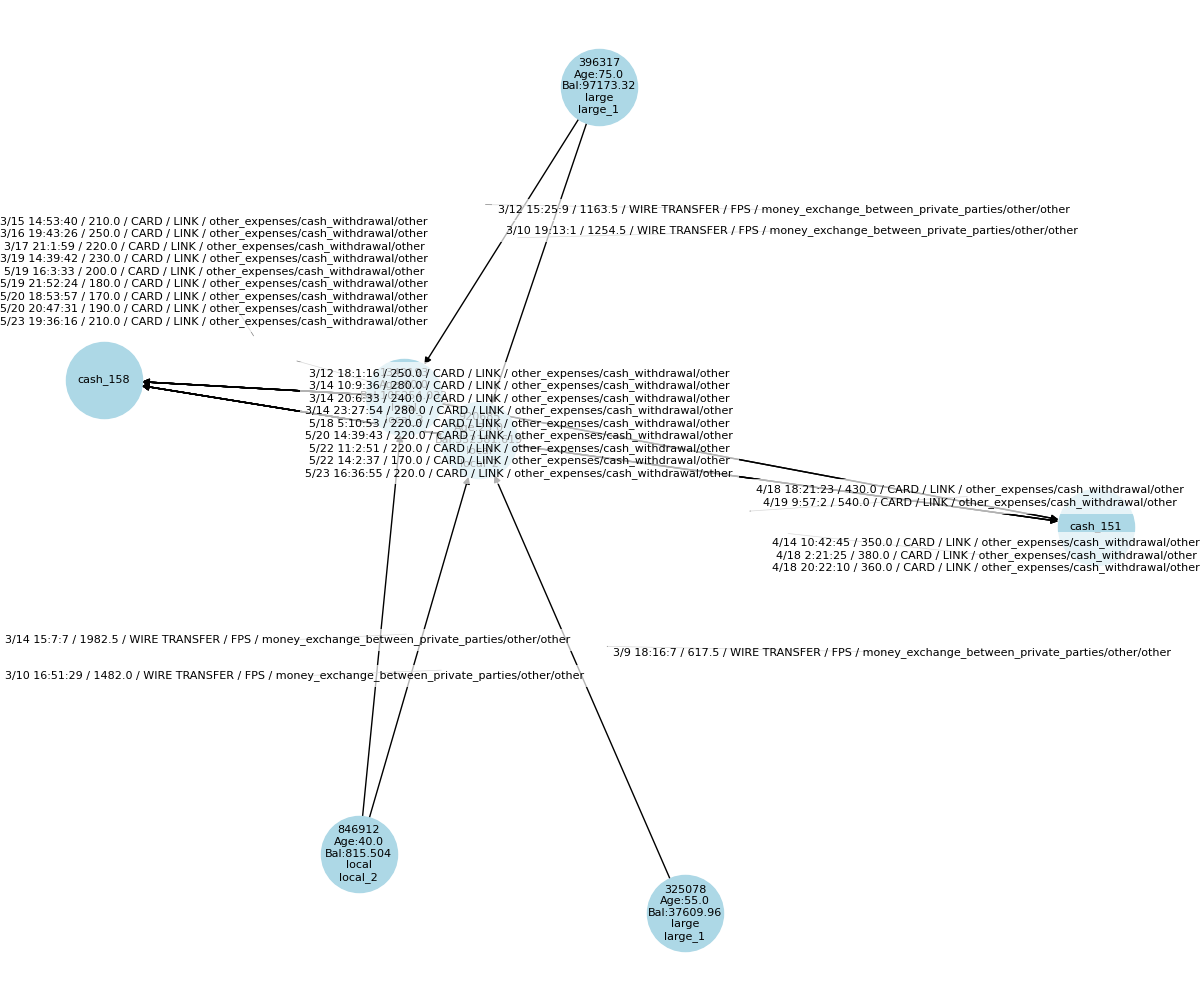 396317
Age:75.0
Bal:97173.32
large
large_1
3/12 15:25:9 / 1163.5 / WIRE TRANSFER / FPS / money_exchange_between_private_parties/other/other
3/10 19:13:1 / 1254.5 / WIRE TRANSFER / FPS / money_exchange_between_private_parties/other/other
3/15 14:53:40 / 210.0 / CARD / LINK / other_expenses/cash_withdrawal/other
3/16 19:43:26 / 250.0 / CARD / LINK / other_expenses/cash_withdrawal/other
3/17 21:1:59 / 220.0 / CARD / LINK / other_expenses/cash_withdrawal/other
3/19 14:39:42 / 230.0 / CARD / LINK / other_expenses/cash_withdrawal/other
5/19 16:3:33 / 200.0 / CARD / LINK / other_expenses/cash_withdrawal/other
5/19 21:52:24 / 180.0 / CARD / LINK / other_expenses/cash_withdrawal/other
5/20 18:53:57 / 170.0 / CARD / LINK / other_expenses/cash_withdrawal/other
5/20 20:47:31 / 190.0 / CARD / LINK / other_expenses/cash_withdrawal/other
5/23 19:36:16 / 210.0 / CARD / LINK / other_expenses/cash_withdrawal/other
cash_158
3/12 18:1:16 / 250.0 / CARD / LINK / other_expenses/cash_withdrawal/other
3/14 10:9:36 / 280.0 / CARD / LINK / other_expenses/cash_withdrawal/other
3/14 20:6:33 / 240.0 / CARD / LINK / other_expenses/cash_withdrawal/other
3/14 23:27:54 / 280.0 / CARD / LINK / other_expenses/cash_withdrawal/other
5/18 5:10:53 / 220.0 / CARD / LINK / other_expenses/cash_withdrawal/other
5/20 14:39:43 / 220.0 / CARD / LINK / other_expenses/cash_withdrawal/other
5/22 11:2:51 / 220.0 / CARD / LINK / other_expenses/cash_withdrawal/other
5/22 14:2:37 / 170.0 / CARD / LINK / other_expenses/cash_withdrawal/other
5/23 16:36:55 / 220.0 / CARD / LINK / other_expenses/cash_withdrawal/other
4/18 18:21:23 / 430.0 / CARD / LINK / other_expenses/cash_withdrawal/other
4/19 9:57:2 / 540.0 / CARD / LINK / other_expenses/cash_withdrawal/other
cash_151
4/14 10:42:45 / 350.0 / CARD / LINK / other_expenses/cash_withdrawal/other
4/18 2:21:25 / 380.0 / CARD / LINK / other_expenses/cash_withdrawal/other
4/18 20:22:10 / 360.0 / CARD / LINK / other_expenses/cash_withdrawal/other
3/14 15:7:7 / 1982.5 / WIRE TRANSFER / FPS / money_exchange_between_private_parties/other/other
3/9 18:16:7 / 617.5 / WIRE TRANSFER / FPS / money_exchange_between_private_parties/other/other
3/10 16:51:29 / 1482.0 / WIRE TRANSFER / FPS / money_exchange_between_private_parties/other/other
846912
Age:40.0
Bal:815.504
local
local_2
325078
Age:55.0
Bal:37609.96
large
large_1